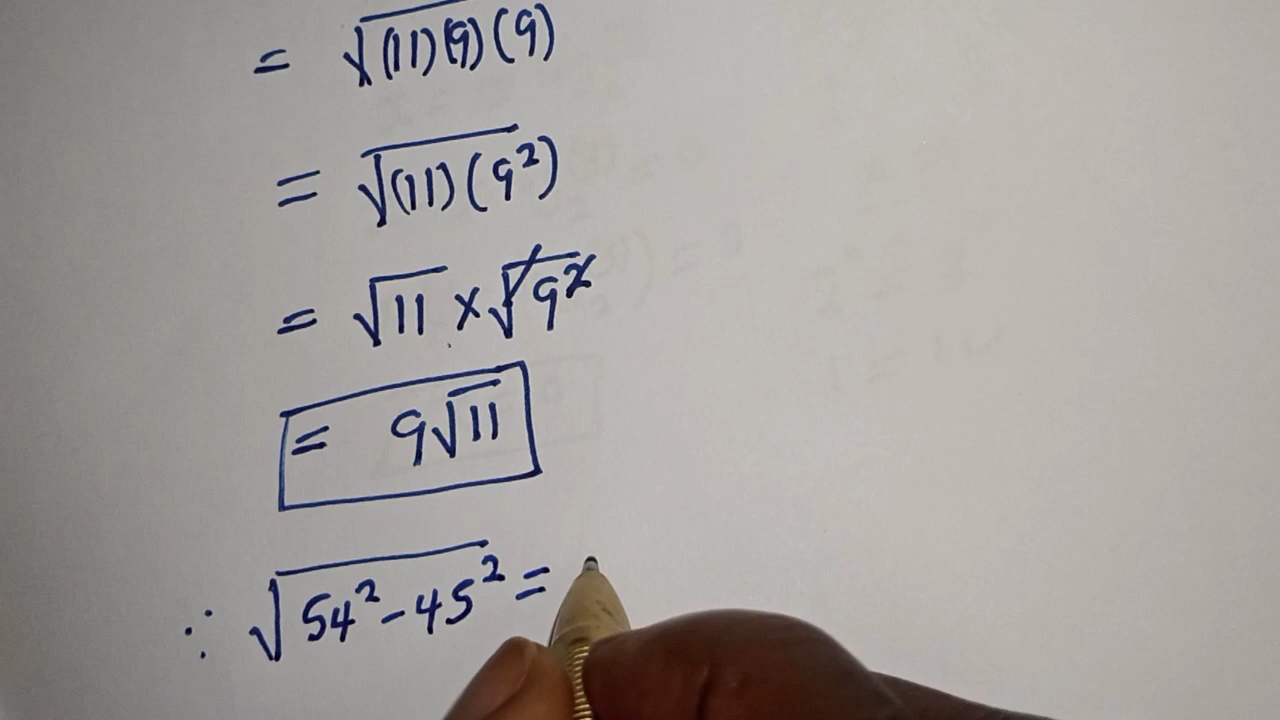 = √(11)(9)(9)
= √(11)(9²)
= √11 × √9²
= 9√11
∵ √54²-45² =